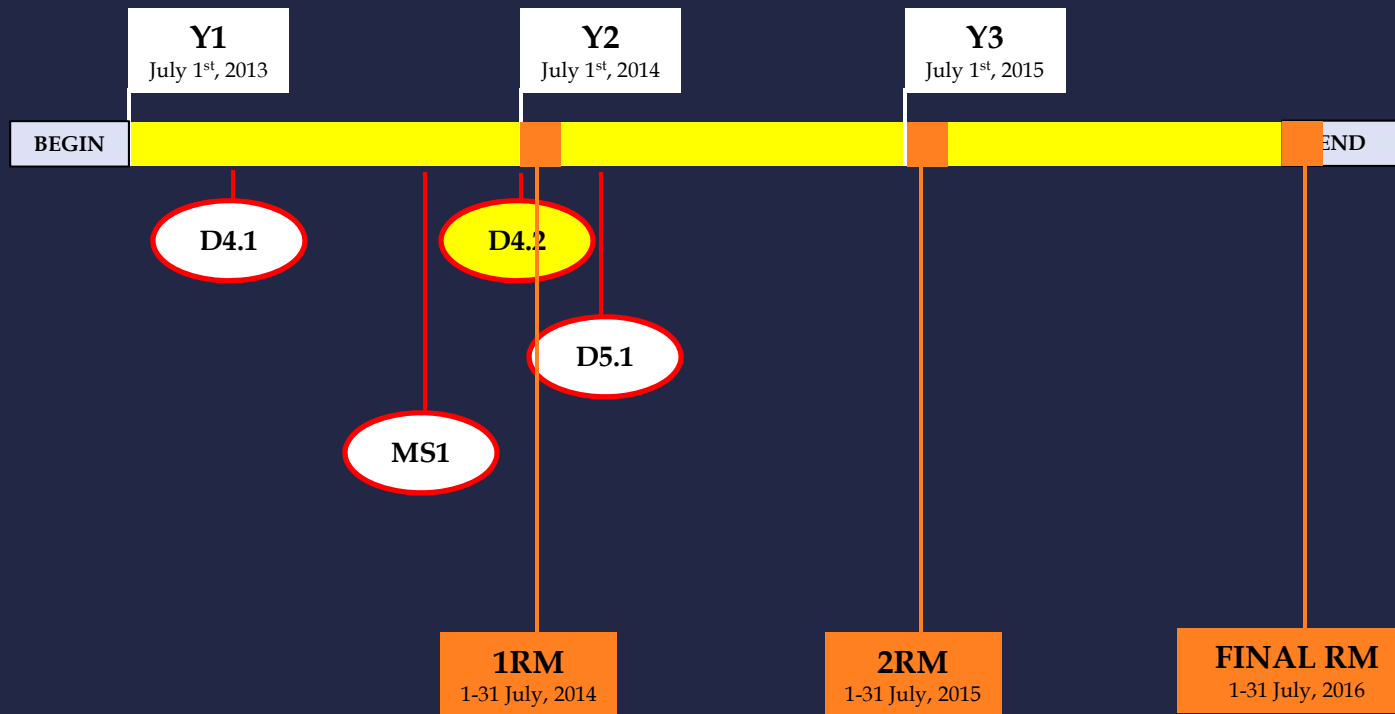 Y1
July 1st, 2013
Y2
July 1st, 2014
Y3
July 1st, 2015
BEGIN
END
D4.1
D4.2
D5.1
MS1
1RM
1-31 July, 2014
2RM
1-31 July, 2015
FINAL RM
1-31 July, 2016